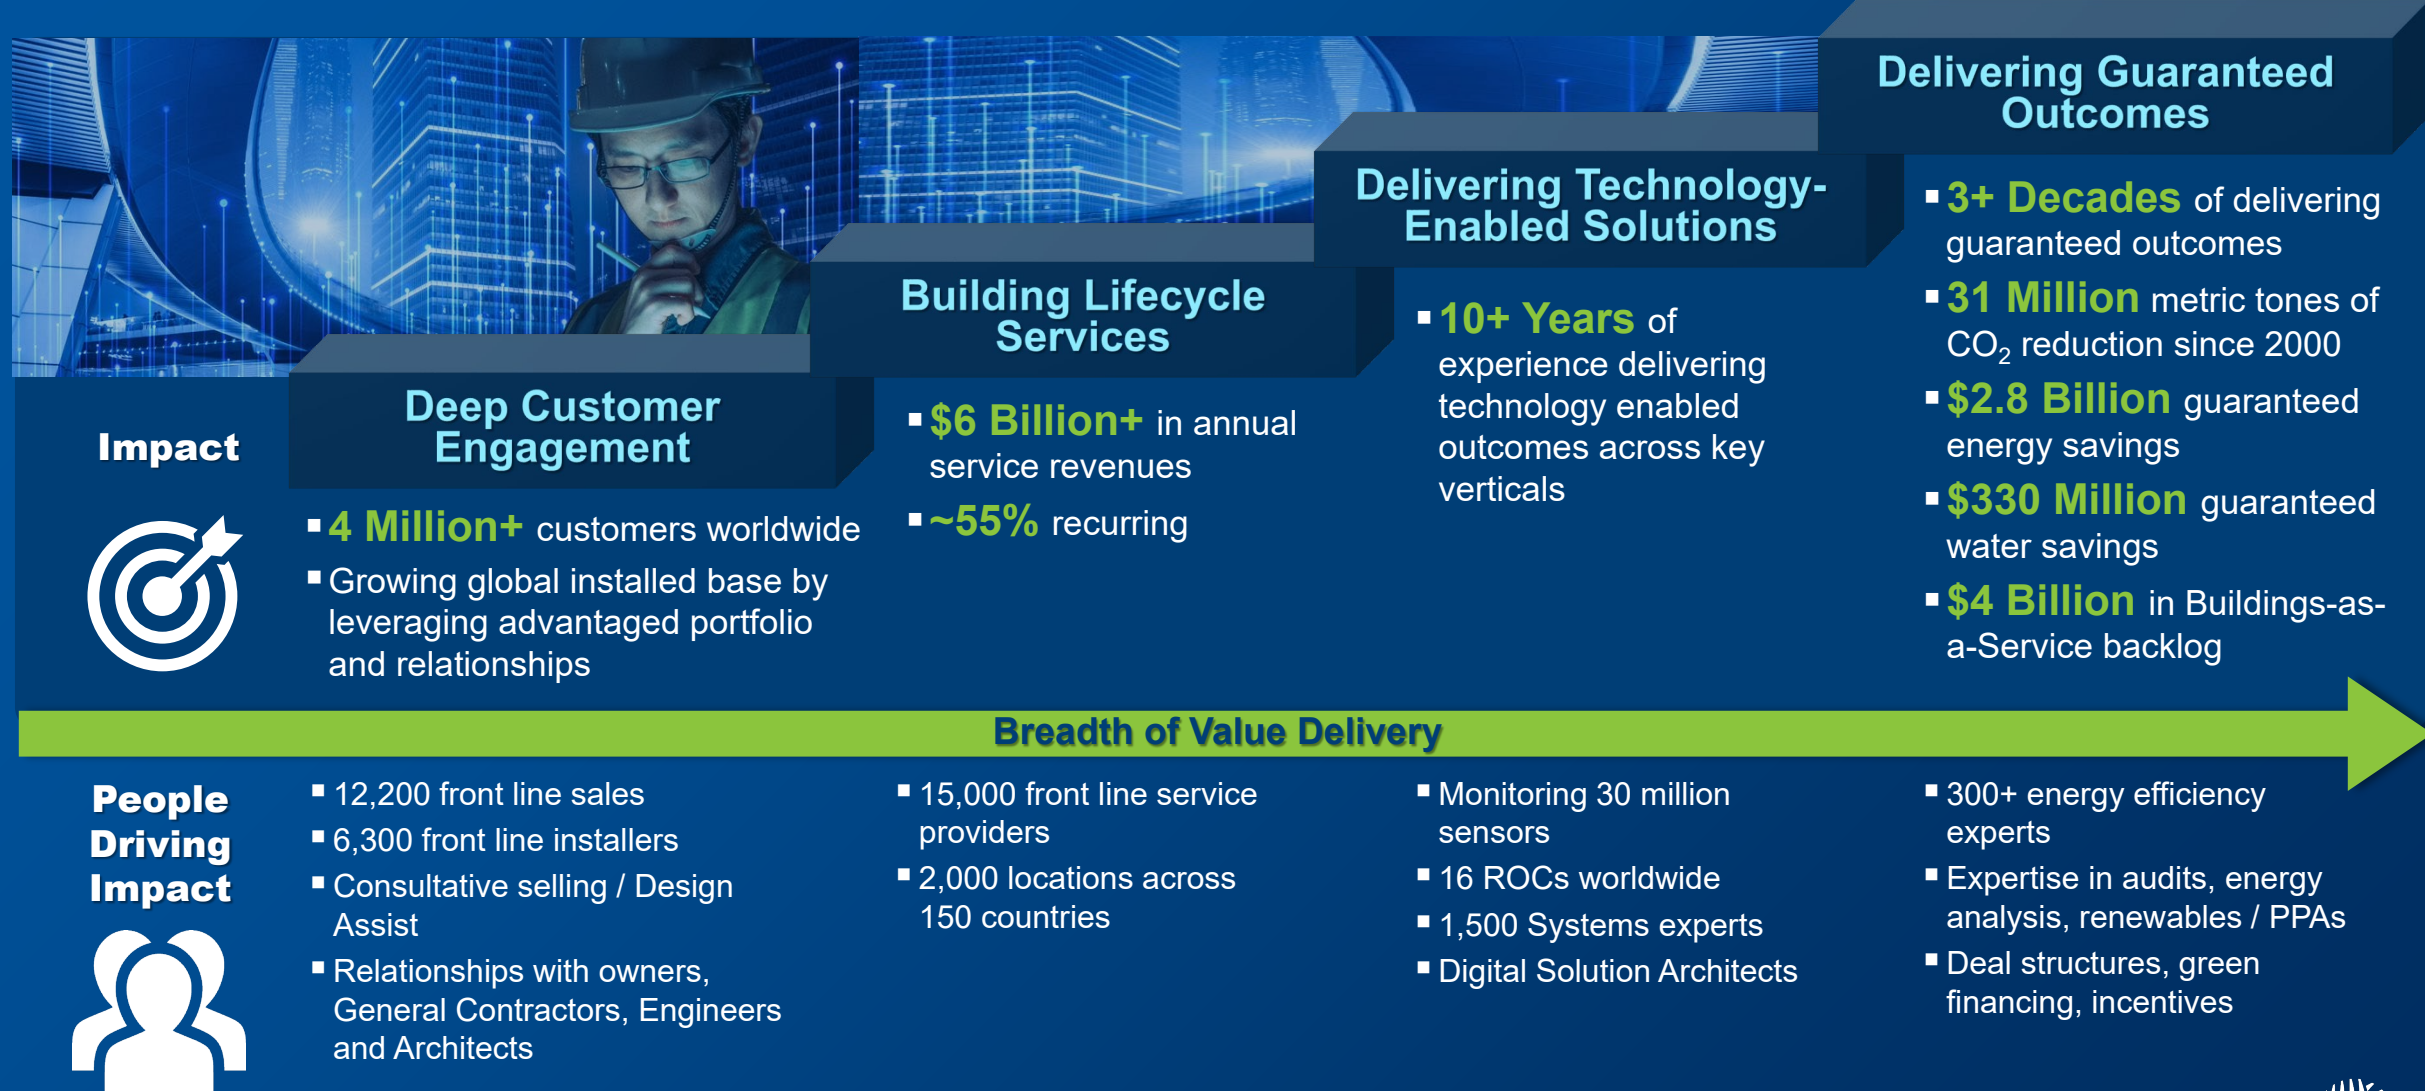 Impact
Deep Customer
Engagement
▪ 4 Million+ customers worldwide
▪ Growing global installed base by
leveraging advantaged portfolio
and relationships
Building Lifecycle
Services
▪ $6 Billion+ in annual
service revenues
▪ ~55% recurring
Delivering Technology-
Enabled Solutions
▪ 10+ Years of
experience delivering
technology enabled
outcomes across key
verticals
Delivering Guaranteed
Outcomes
▪ 3+ Decades of delivering
guaranteed outcomes
▪ 31 Million metric tones of
CO₂ reduction since 2000
▪ $2.8 Billion guaranteed
energy savings
▪ $330 Million guaranteed
water savings
▪ $4 Billion in Buildings-as-
a-Service backlog
Breadth of Value Delivery
People
Driving
Impact
▪ 12,200 front line sales
▪ 6,300 front line installers
▪ Consultative selling / Design
Assist
▪ Relationships with owners,
General Contractors, Engineers
and Architects
▪ 15,000 front line service
providers
▪ 2,000 locations across
150 countries
▪ Monitoring 30 million
sensors
▪ 16 ROCs worldwide
▪ 1,500 Systems experts
▪ Digital Solution Architects
▪ 300+ energy efficiency
experts
▪ Expertise in audits, energy
analysis, renewables / PPAs
▪ Deal structures, green
financing, incentives